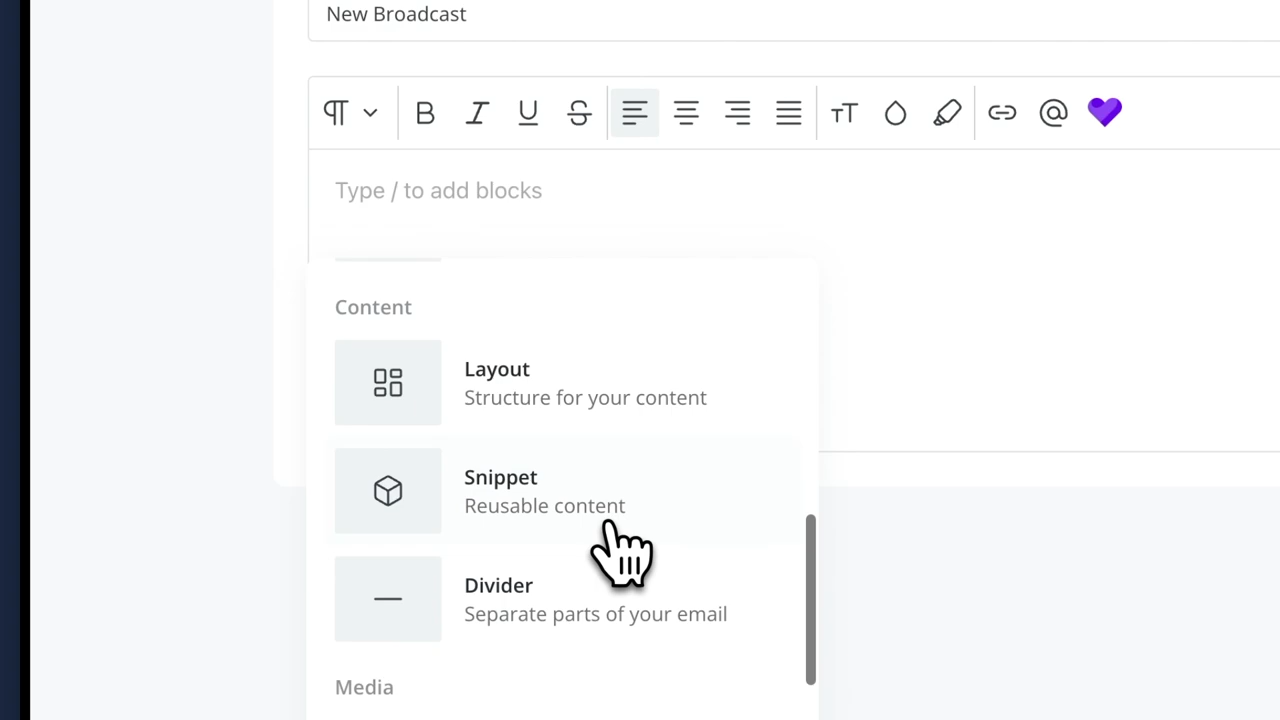 New Broadcast
B I U S TT @
Type / to add blocks
Content
Layout
Structure for your content
Snippet
Reusable content
Divider
Separate parts of your email
Media